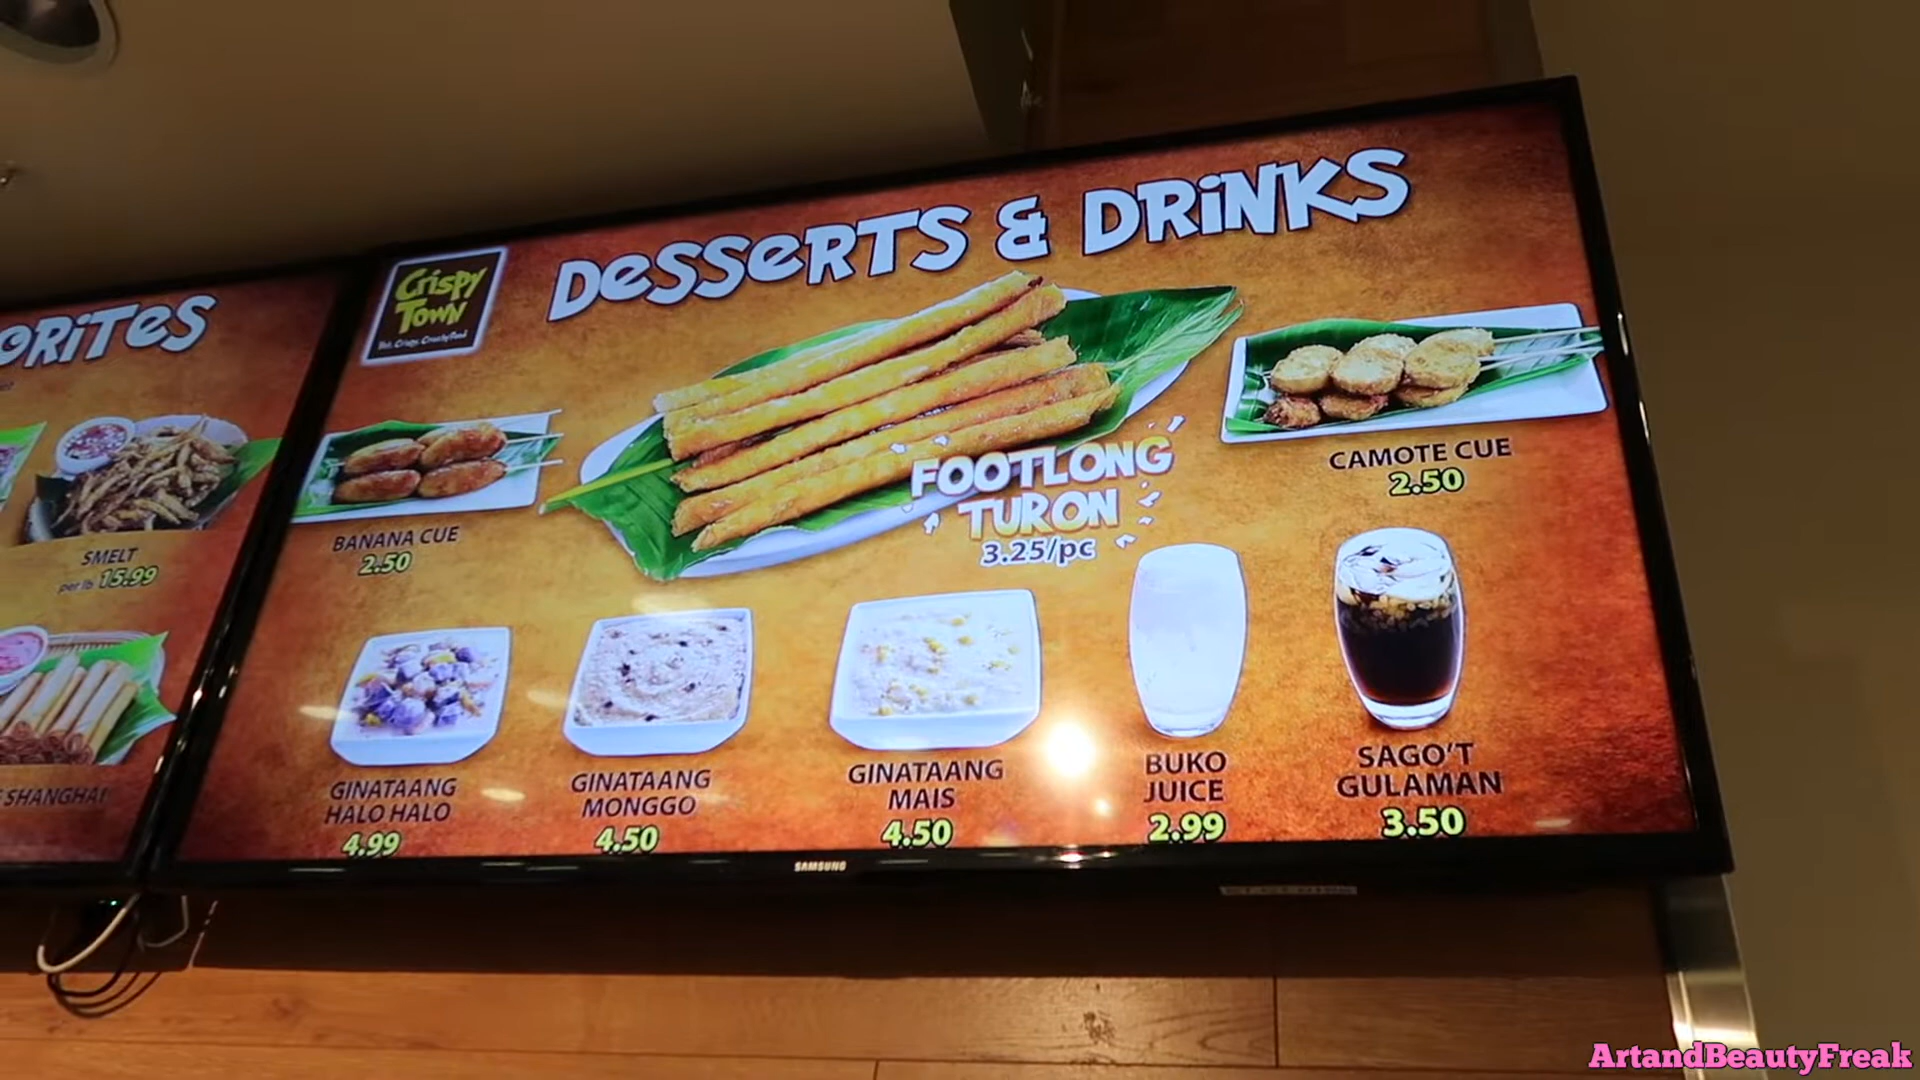 ORiTeS
SMELT
per lb 15.99
SHANGHAI
Crispy
Town
DeSSeRTS & DRiNKS
BANANA CUE
2.50
FOOTLONG
TURON
3.25/pc
CAMOTE CUE
2.50
GINATAANG
HALO HALO
4.99
GINATAANG
MONGGO
4.50
GINATAANG
MAIS
4.50
BUKO
JUICE
2.99
SAGO'T
GULAMAN
3.50
SAMSUNG
ArtandBeautyFreak